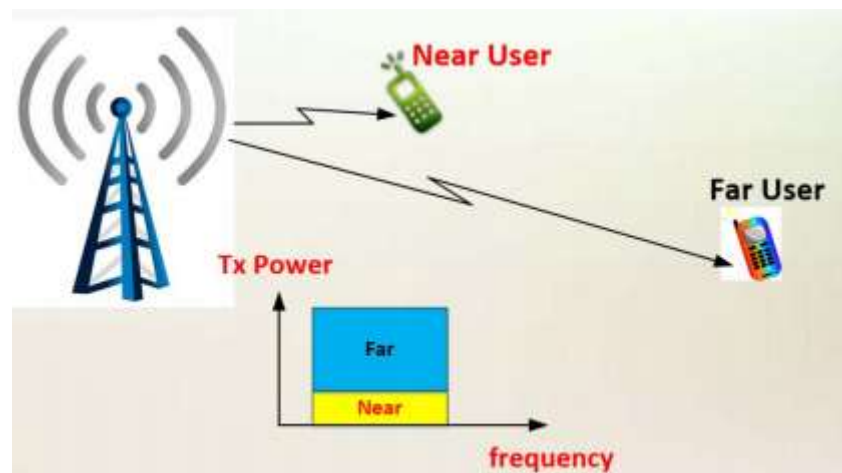 Near User
Far User
Tx Power
Far
Near
frequency